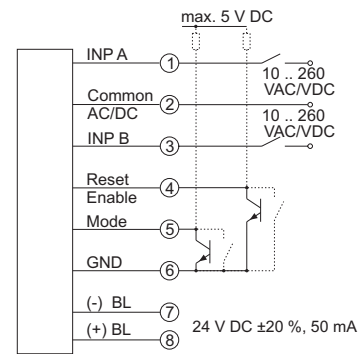 max. 5 V DC
INP A
1
10 .. 260
VAC/VDC
Common
AC/DC
2
10 .. 260
VAC/VDC
INP B
3
Reset
Enable
4
Mode
5
GND
6
(-) BL
7
24 V DC ±20 %, 50 mA
(+) BL
8